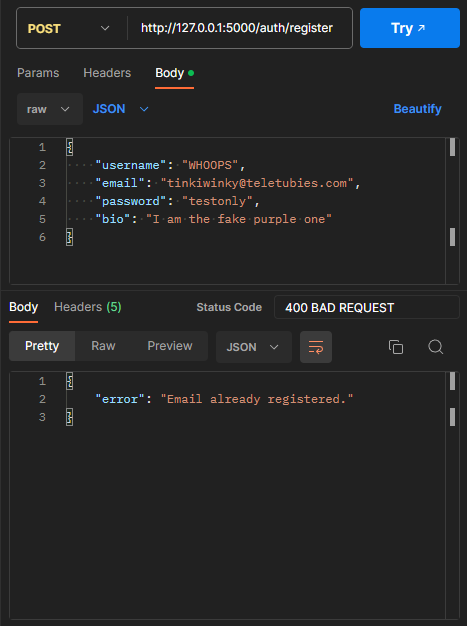 POST http://127.0.0.1:5000/auth/register Try ↗
Params Headers Body
raw JSON Beautify
1 {
2 "username": "WHOOPS",
3 "email": "tinkiwinky@teletubies.com",
4 "password": "testonly",
5 "bio": "I am the fake purple one"
6 }
Body Headers (5) Status Code 400 BAD REQUEST
Pretty Raw Preview JSON
1 {
2 "error": "Email already registered."
3 }